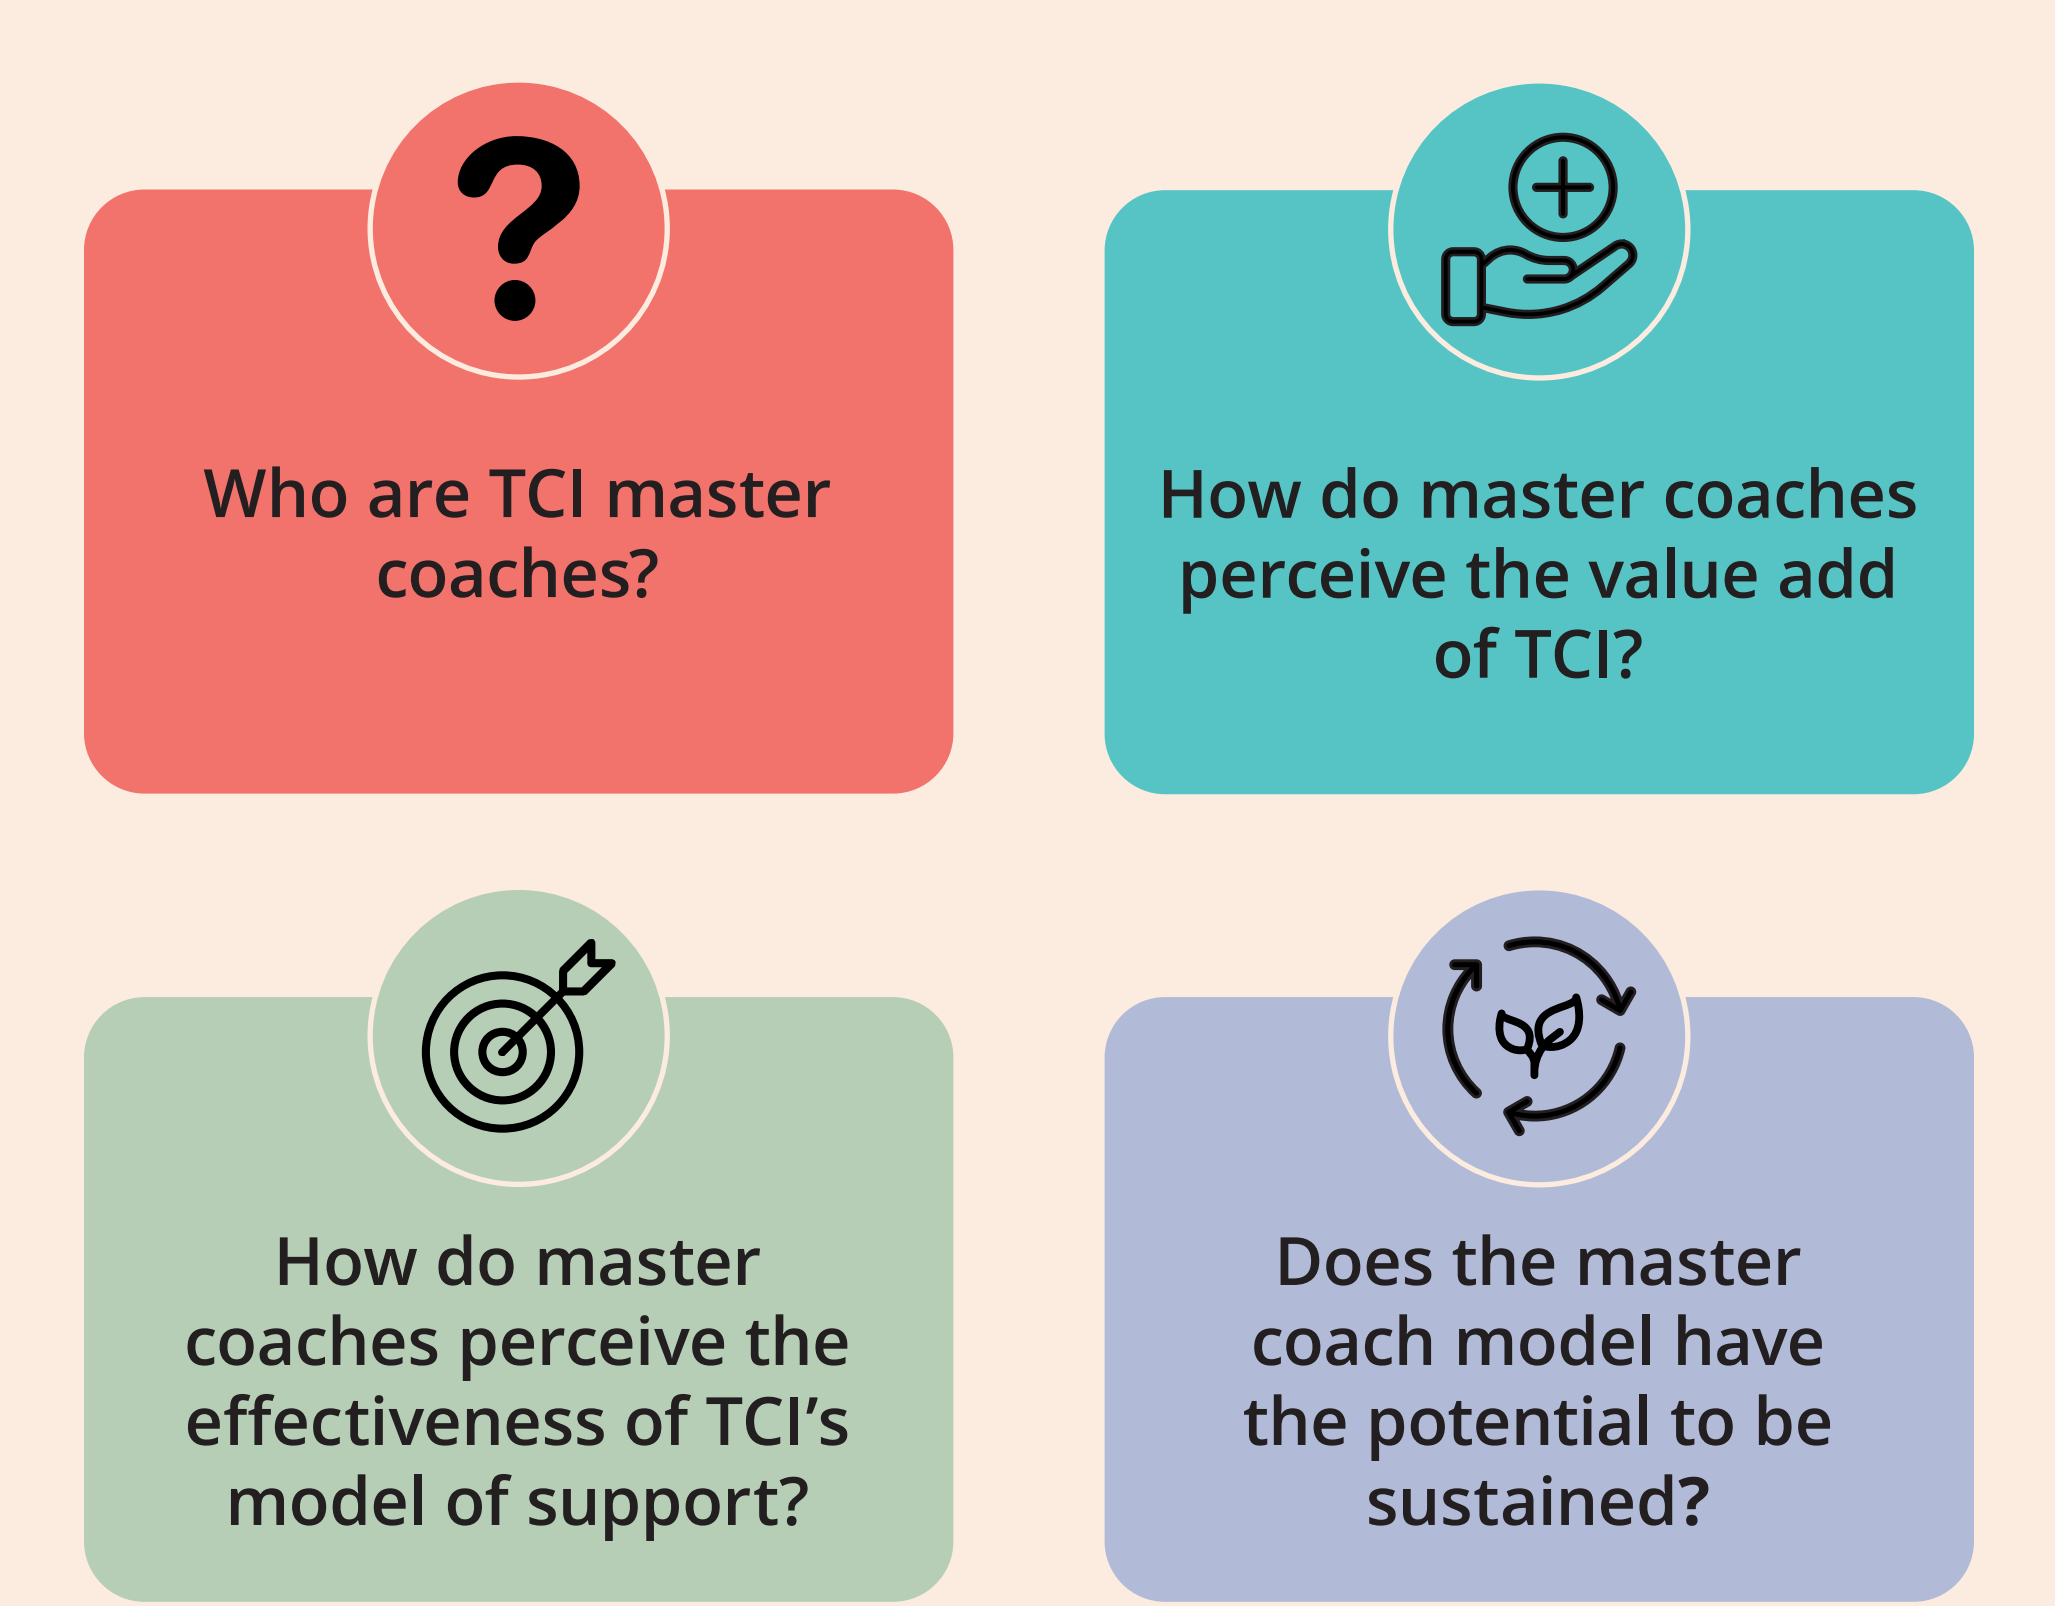 Who are TCI master
coaches?
How do master coaches
perceive the value add
of TCI?
How do master
coaches perceive the
effectiveness of TCI’s
model of support?
Does the master
coach model have
the potential to be
sustained?